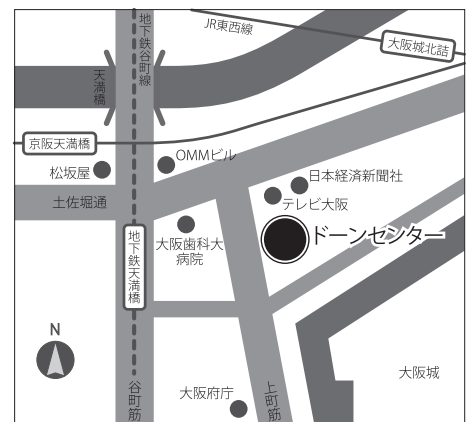 地下鉄谷町線
JR東西線
大阪城北詰
天満橋
京阪天満橋
OMMビル
松坂屋
日本経済新聞社
土佐堀通
テレビ大阪
ドーンセンター
地下鉄天満橋
大阪歯科大
病院
N
大阪城
大阪府庁
谷町筋
上町筋